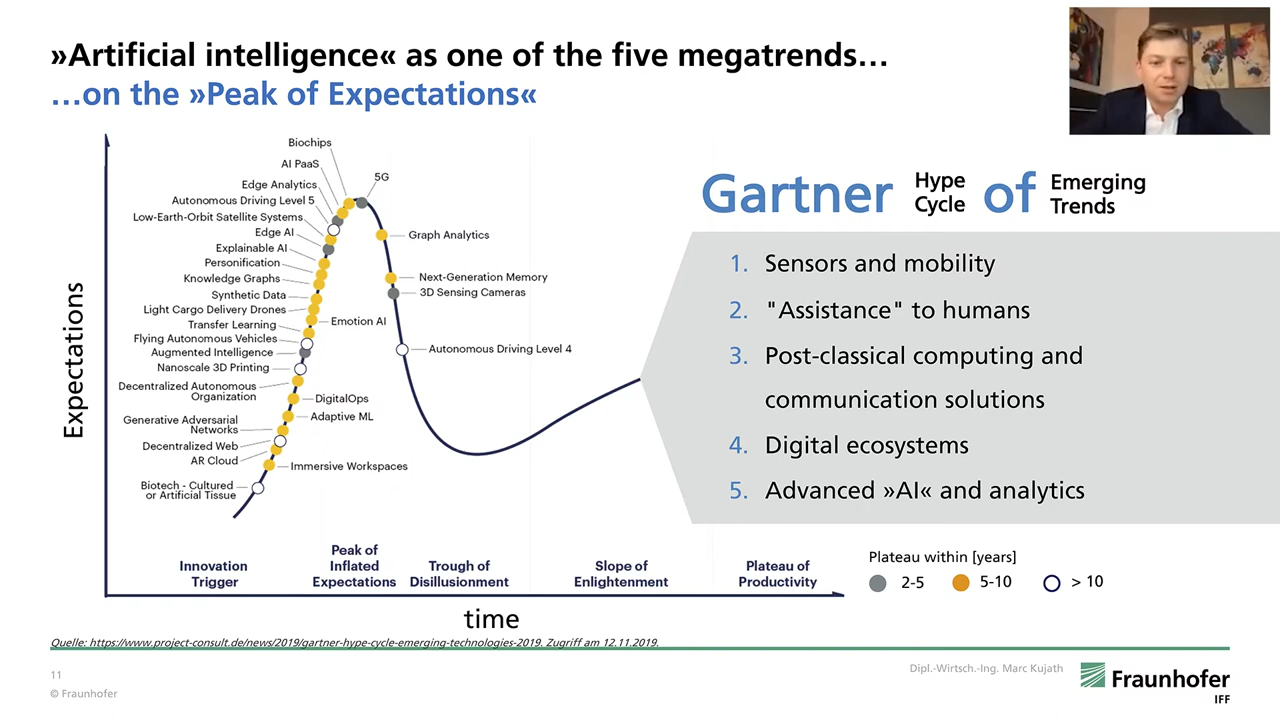 »Artificial intelligence« as one of the five megatrends…
…on the »Peak of Expectations«
Biochips
AI PaaS
5G
Edge Analytics
Autonomous Driving Level 5
Low-Earth-Orbit Satellite Systems
Edge AI
Graph Analytics
Explainable AI
Personification
Knowledge Graphs
Next-Generation Memory
3D Sensing Cameras
Synthetic Data
Light Cargo Delivery Drones
Transfer Learning
Emotion AI
Flying Autonomous Vehicles
Augmented Intelligence
Autonomous Driving Level 4
Nanoscale 3D Printing
Decentralized Autonomous
Organization
DigitalOps
Adaptive ML
Generative Adversarial
Networks
Decentralized Web
AR Cloud
Immersive Workspaces
Biotech - Cultured
or Artificial Tissue
Expectations
Innovation
Trigger
Peak of
Inflated
Expectations
Trough of
Disillusionment
Slope of
Enlightenment
Plateau of
Productivity
time
Gartner Hype Cycle of Emerging Trends
1. Sensors and mobility
2. "Assistance" to humans
3. Post-classical computing and
communication solutions
4. Digital ecosystems
5. Advanced »AI« and analytics
Plateau within [years]
2-5 5-10 > 10
Quelle: https://www.project-consult.de/news/2019/gartner-hype-cycle-emerging-technologies-2019. Zugriff am 12.11.2019.
11
© Fraunhofer
Dipl.-Wirtsch.-Ing. Marc Kujath
Fraunhofer
IFF